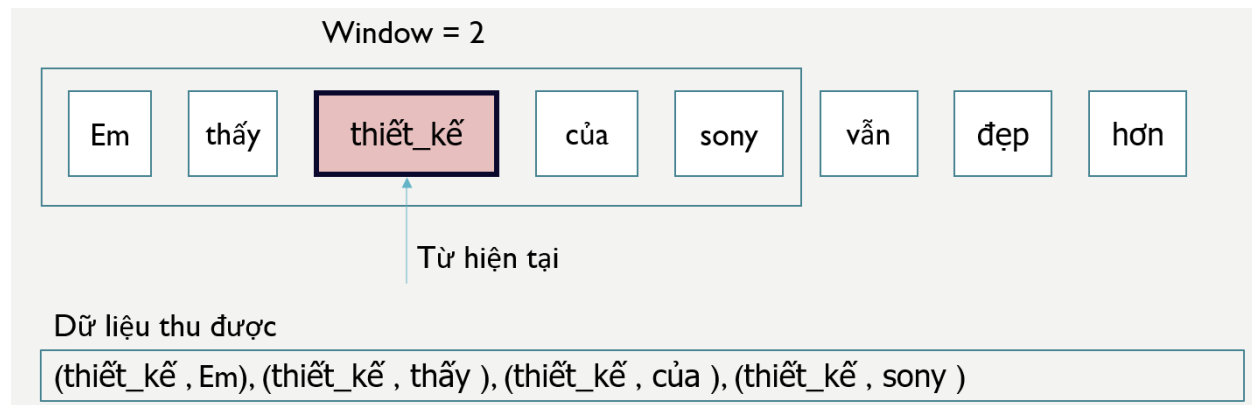 Window = 2
Em thấy thiết_kế của sony vẫn đẹp hơn
Từ hiện tại
Dữ liệu thu được
(thiết_kế , Em), (thiết_kế , thấy ), (thiết_kế , của ), (thiết_kế , sony )